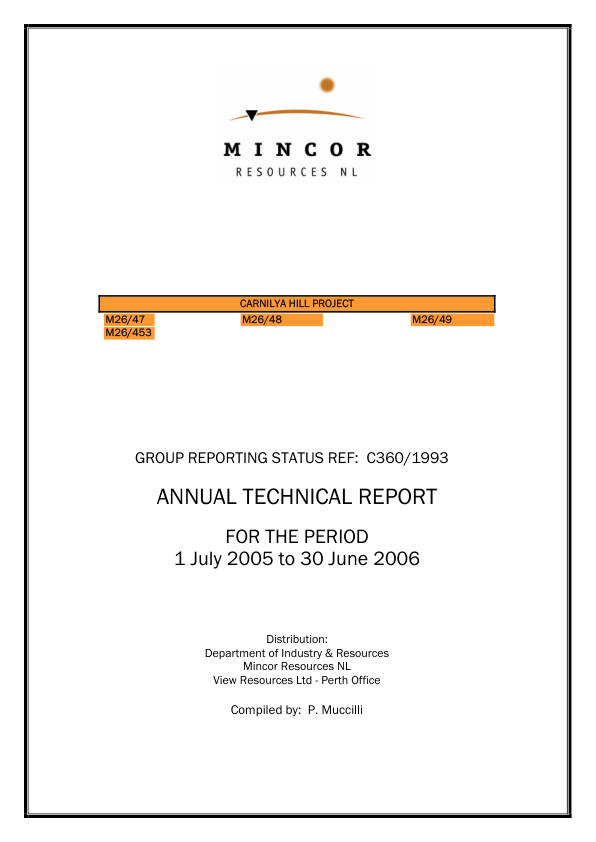 MINCOR
RESOURCES NL
CARNILYA HILL PROJECT
M26/47 M26/48 M26/49
M26/453
GROUP REPORTING STATUS REF: C360/1993
ANNUAL TECHNICAL REPORT
FOR THE PERIOD
1 July 2005 to 30 June 2006
Distribution:
Department of Industry & Resources
Mincor Resources NL
View Resources Ltd - Perth Office
Compiled by: P. Muccilli